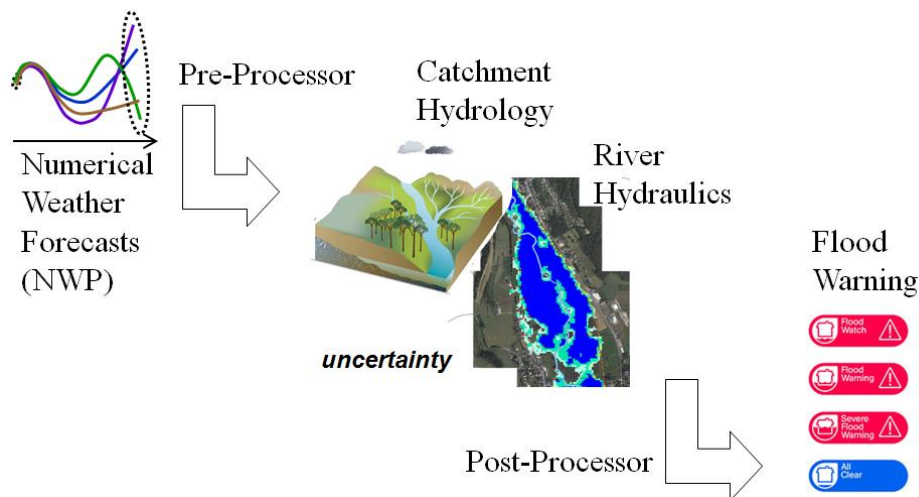 Pre-Processor
Catchment
Hydrology
Numerical
Weather
Forecasts
(NWP)
River
Hydraulics
uncertainty
Post-Processor
Flood
Warning
Flood
Watch
Flood
Warning
Severe
Flood
Warning
All
Clear